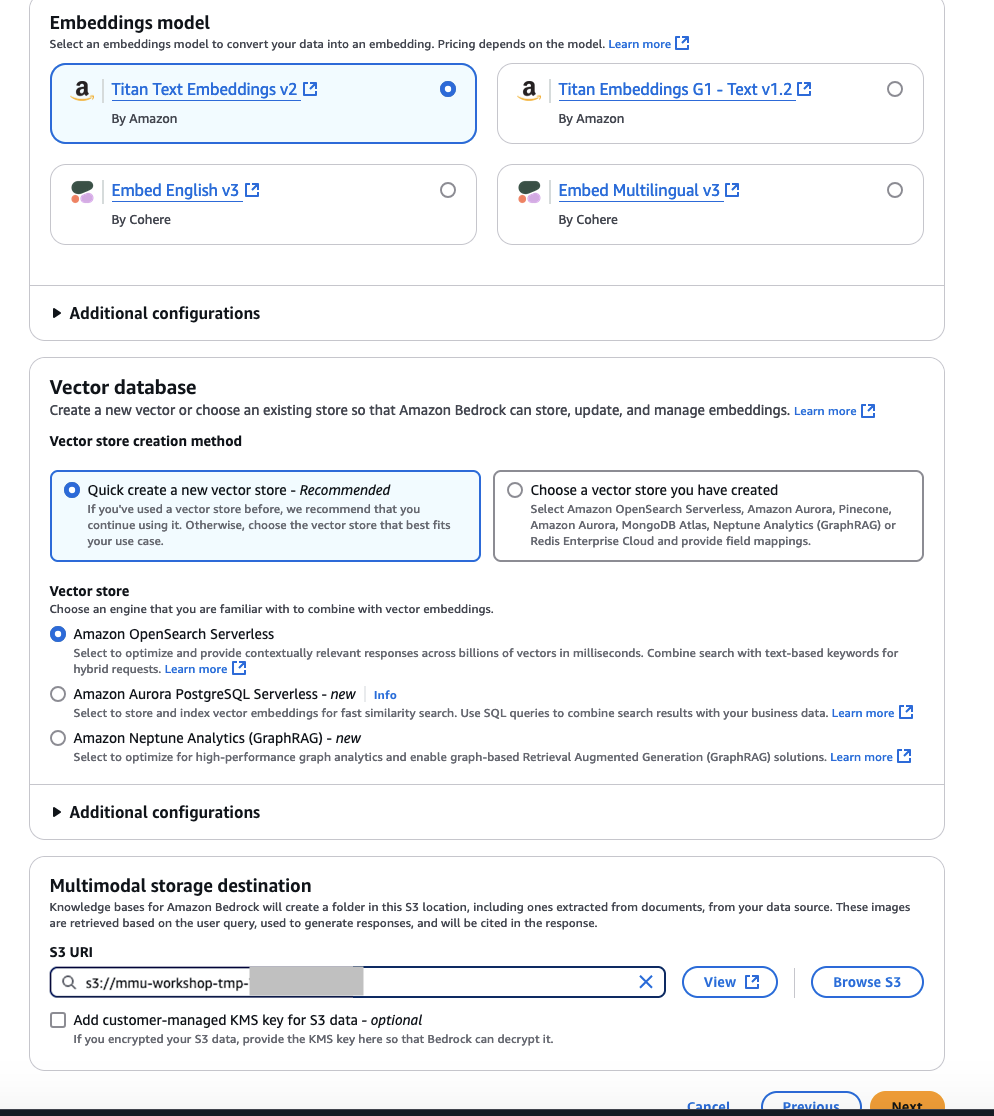 Embeddings model
Select an embeddings model to convert your data into an embedding. Pricing depends on the model. Learn more
Titan Text Embeddings v2
By Amazon
Titan Embeddings G1 - Text v1.2
By Amazon
Embed English v3
By Cohere
Embed Multilingual v3
By Cohere
Additional configurations
Vector database
Create a new vector or choose an existing store so that Amazon Bedrock can store, update, and manage embeddings. Learn more
Vector store creation method
Quick create a new vector store - Recommended
If you've used a vector store before, we recommend that you
continue using it. Otherwise, choose the vector store that best fits
your use case.
Choose a vector store you have created
Select Amazon OpenSearch Serverless, Amazon Aurora, Pinecone,
Amazon Aurora, MongoDB Atlas, Neptune Analytics (GraphRAG) or
Redis Enterprise Cloud and provide field mappings.
Vector store
Choose an engine that you are familiar with to combine with vector embeddings.
Amazon OpenSearch Serverless
Select to optimize and provide contextually relevant responses across billions of vectors in milliseconds. Combine search with text-based keywords for
hybrid requests. Learn more
Amazon Aurora PostgreSQL Serverless - new Info
Select to store and index vector embeddings for fast similarity search. Use SQL queries to combine search results with your business data. Learn more
Amazon Neptune Analytics (GraphRAG) - new
Select to optimize for high-performance graph analytics and enable graph-based Retrieval Augmented Generation (GraphRAG) solutions. Learn more
Additional configurations
Multimodal storage destination
Knowledge bases for Amazon Bedrock will create a folder in this S3 location, including ones extracted from documents, from your data source. These images
are retrieved based on the user query, used to generate responses, and will be cited in the response.
S3 URI
s3://mmu-workshop-tmp-
View
Browse S3
Add customer-managed KMS key for S3 data - optional
If you encrypted your S3 data, provide the KMS key here so that Bedrock can decrypt it.
Cancel
Previous
Next